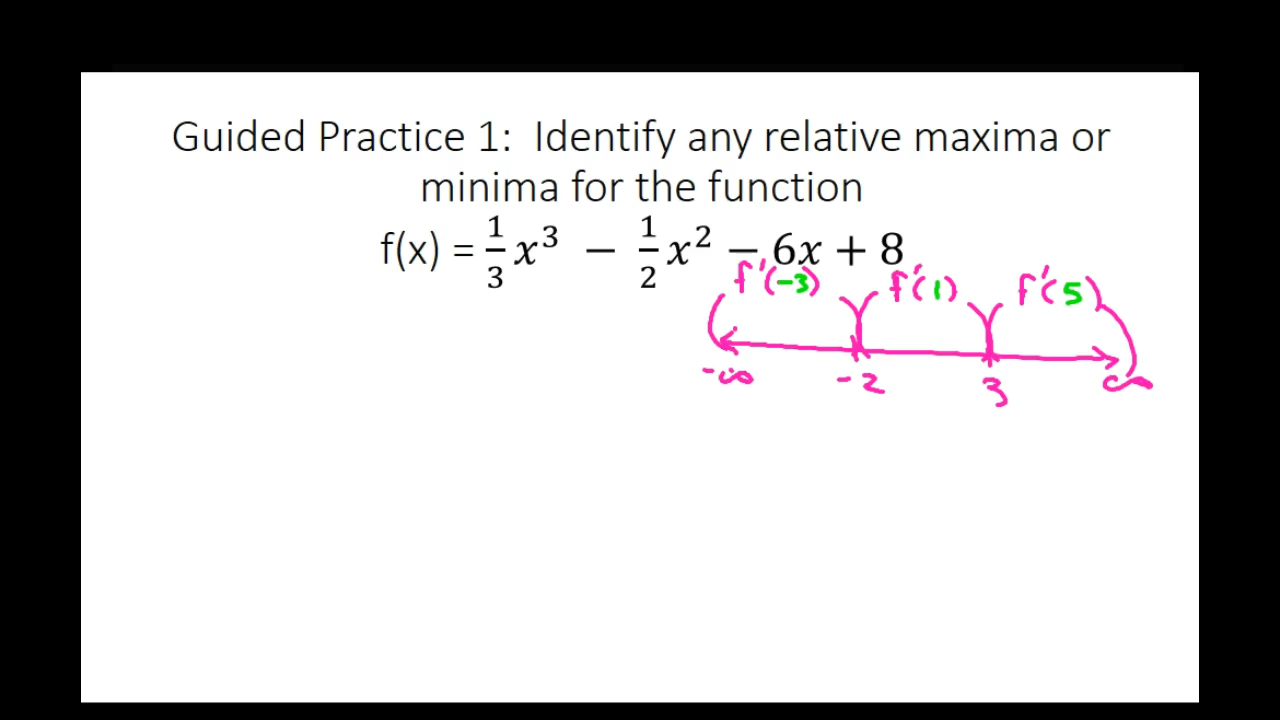 Guided Practice 1: Identify any relative maxima or
minima for the function
f(x) = 1/3 x³ − 1/2 x² − 6x + 8
f'(-3) f'(1) f'(5)
-∞ -2 3 ∞